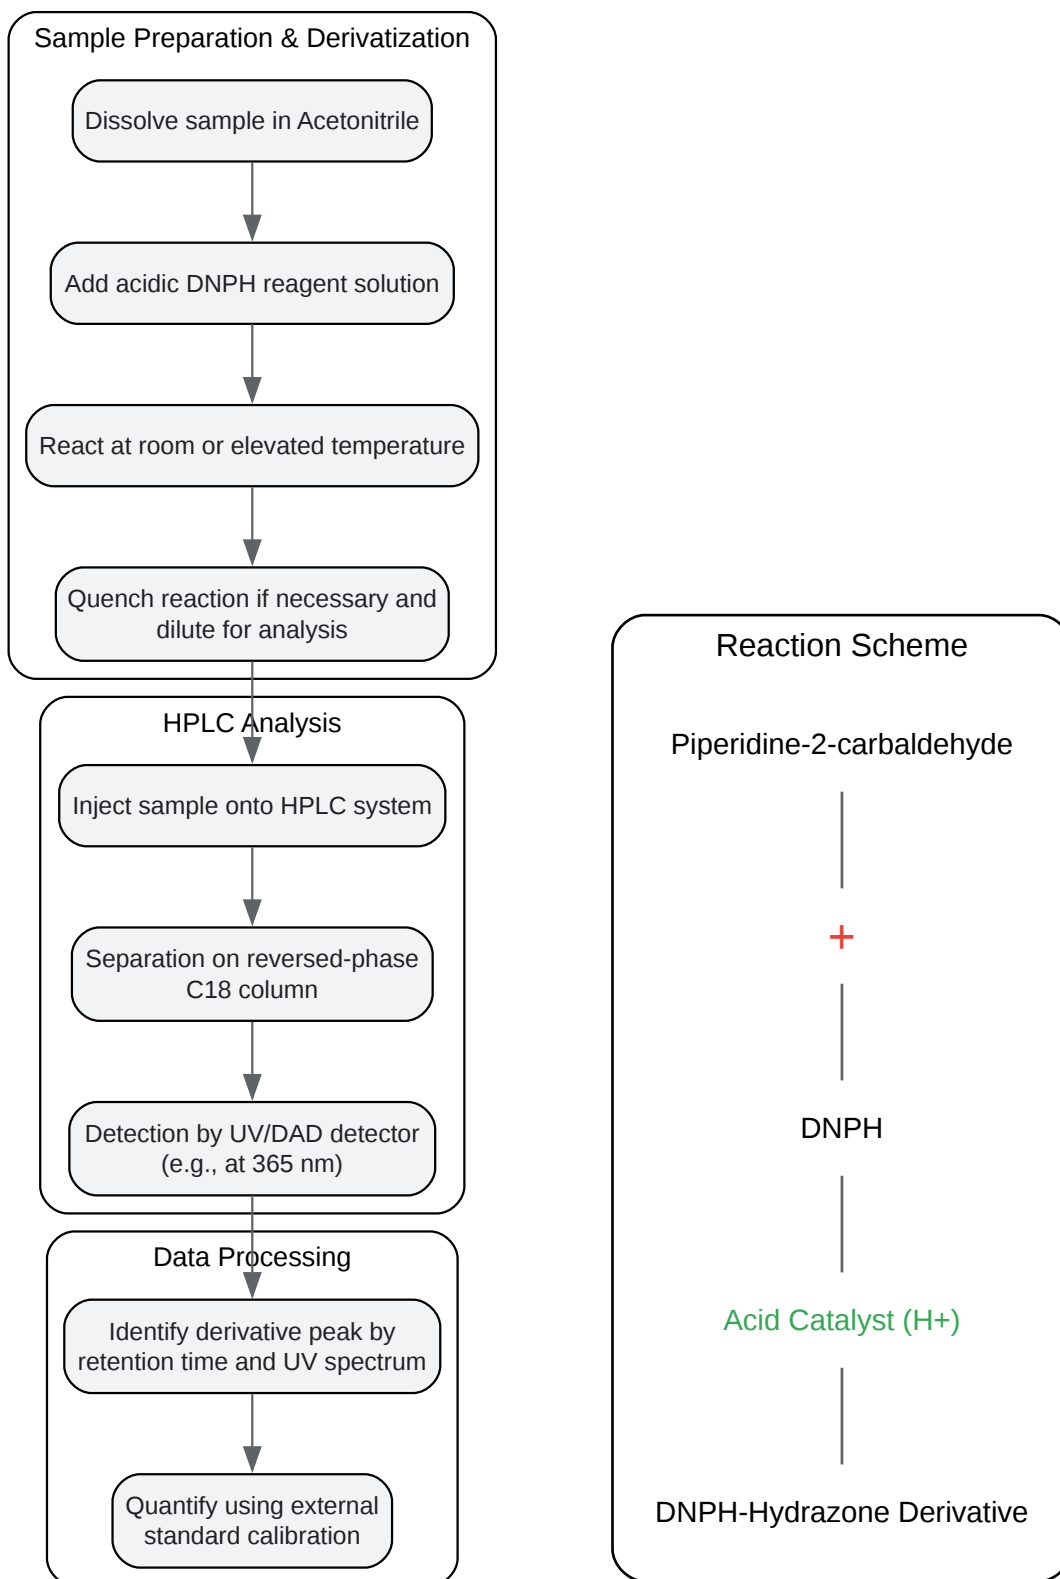 Sample Preparation & Derivatization
Dissolve sample in Acetonitrile
Add acidic DNPH reagent solution
React at room or elevated temperature
Quench reaction if necessary and
dilute for analysis
HPLC Analysis
Inject sample onto HPLC system
Separation on reversed-phase
C18 column
Detection by UV/DAD detector
(e.g., at 365 nm)
Data Processing
Identify derivative peak by
retention time and UV spectrum
Quantify using external
standard calibration
Reaction Scheme
Piperidine-2-carbaldehyde
+
DNPH
Acid Catalyst (H+)
DNPH-Hydrazone Derivative